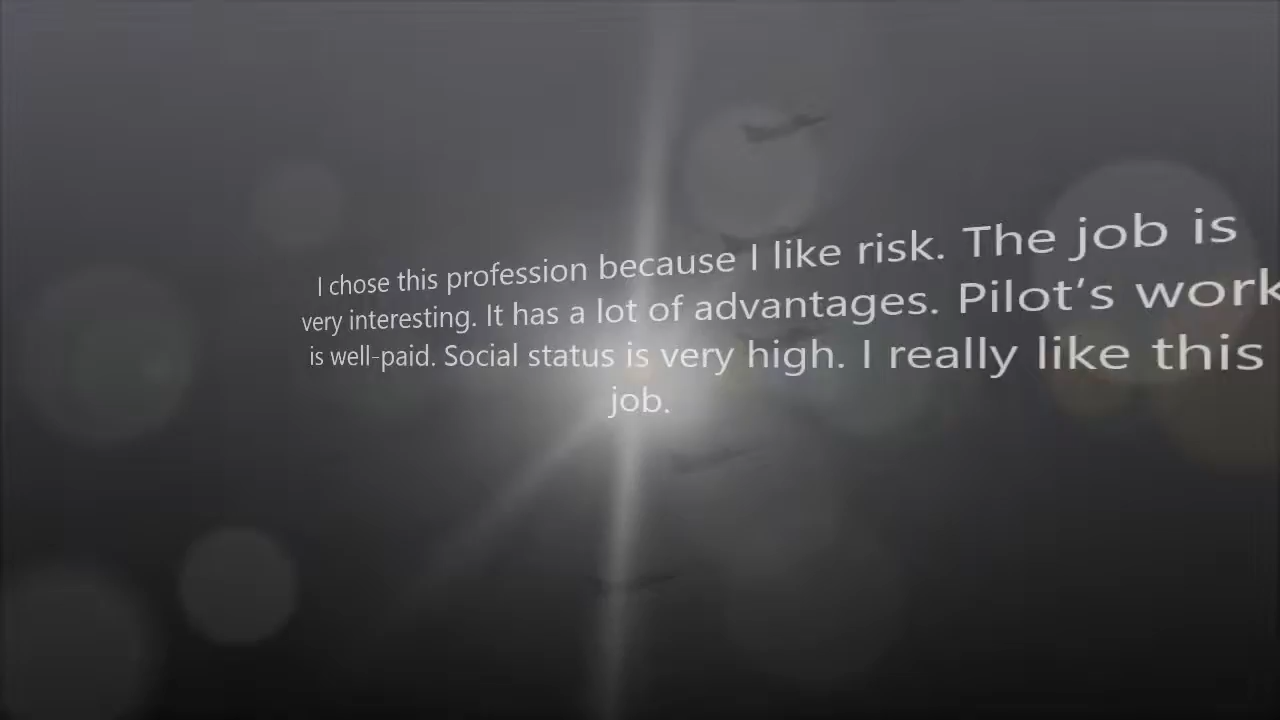 I chose this profession because I like risk. The job is
very interesting. It has a lot of advantages. Pilot's work
is well-paid. Social status is very high. I really like this
job.